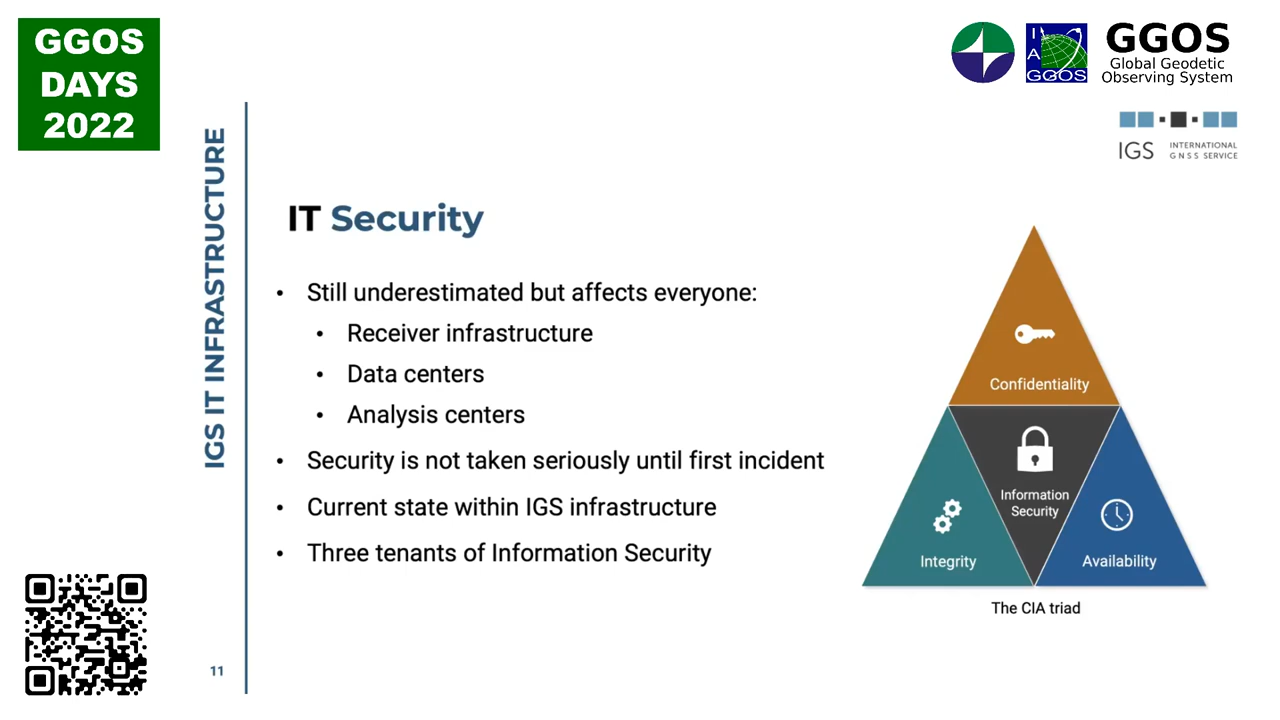 GGOS
DAYS
2022
GGOS
Global Geodetic
Observing System
I
A
GGOS
IGS
INTERNATIONAL
GNSS SERVICE
IGS IT INFRASTRUCTURE
IT Security
• Still underestimated but affects everyone:
• Receiver infrastructure
• Data centers
• Analysis centers
• Security is not taken seriously until first incident
• Current state within IGS infrastructure
• Three tenants of Information Security
Confidentiality
Information
Security
Integrity
Availability
The CIA triad
11